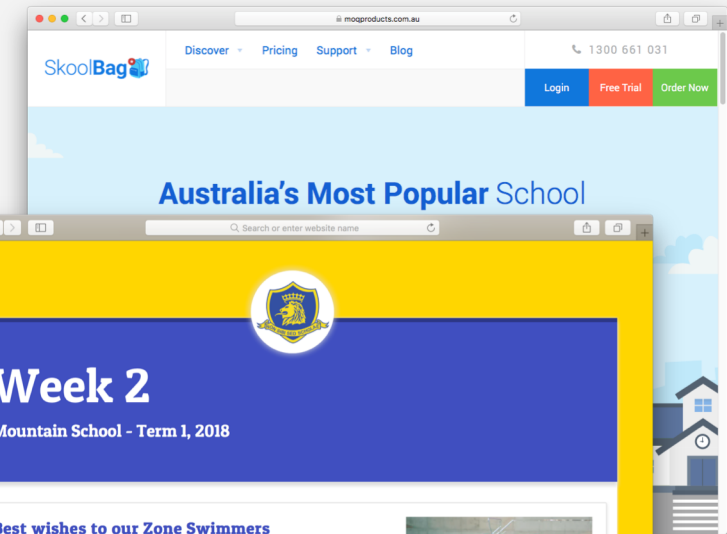 moqproducts.com.au
SkoolBag
Discover Pricing Support Blog
1300 661 031
Login Free Trial Order Now
Australia's Most Popular School
Search or enter website name
Week 2
Mountain School - Term 1, 2018
Best wishes to our Zone Swimmers